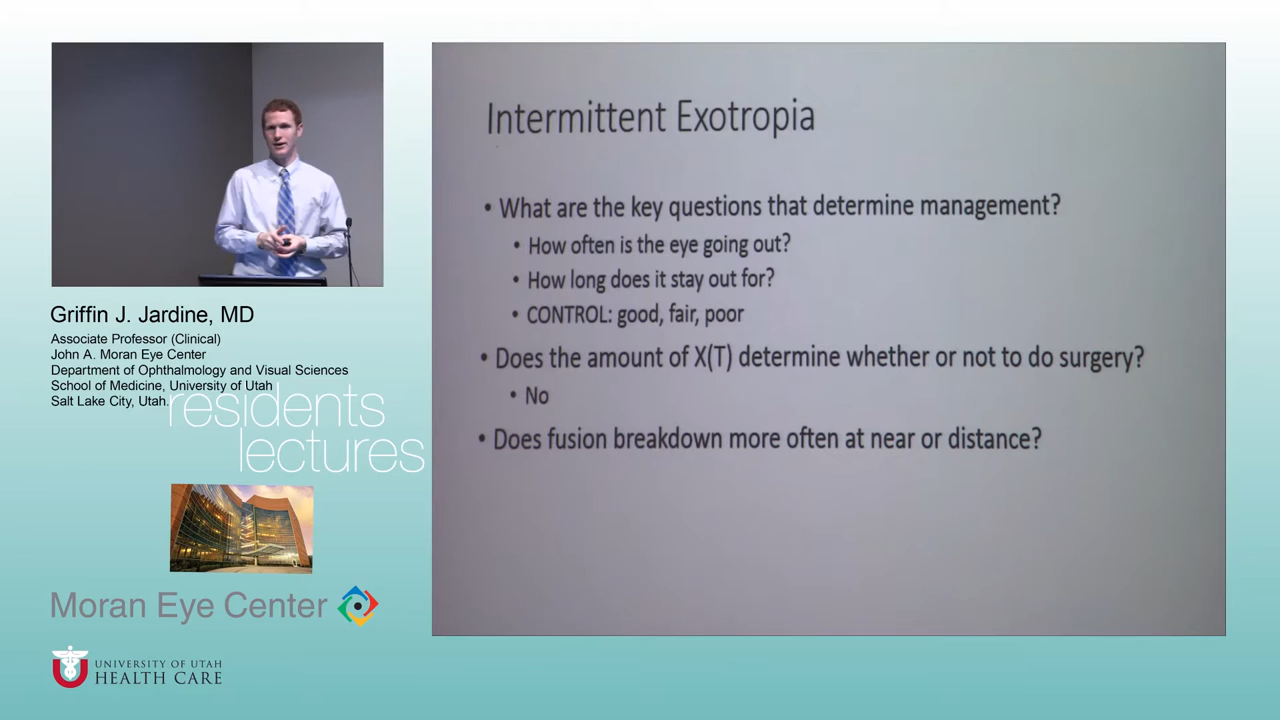 Griffin J. Jardine, MD
Associate Professor (Clinical)
John A. Moran Eye Center
Department of Ophthalmology and Visual Sciences
School of Medicine, University of Utah
Salt Lake City, Utah.
residents
lectures
Moran Eye Center
UNIVERSITY OF UTAH
HEALTH CARE
Intermittent Exotropia
• What are the key questions that determine management?
• How often is the eye going out?
• How long does it stay out for?
• CONTROL: good, fair, poor
• Does the amount of X(T) determine whether or not to do surgery?
• No
• Does fusion breakdown more often at near or distance?